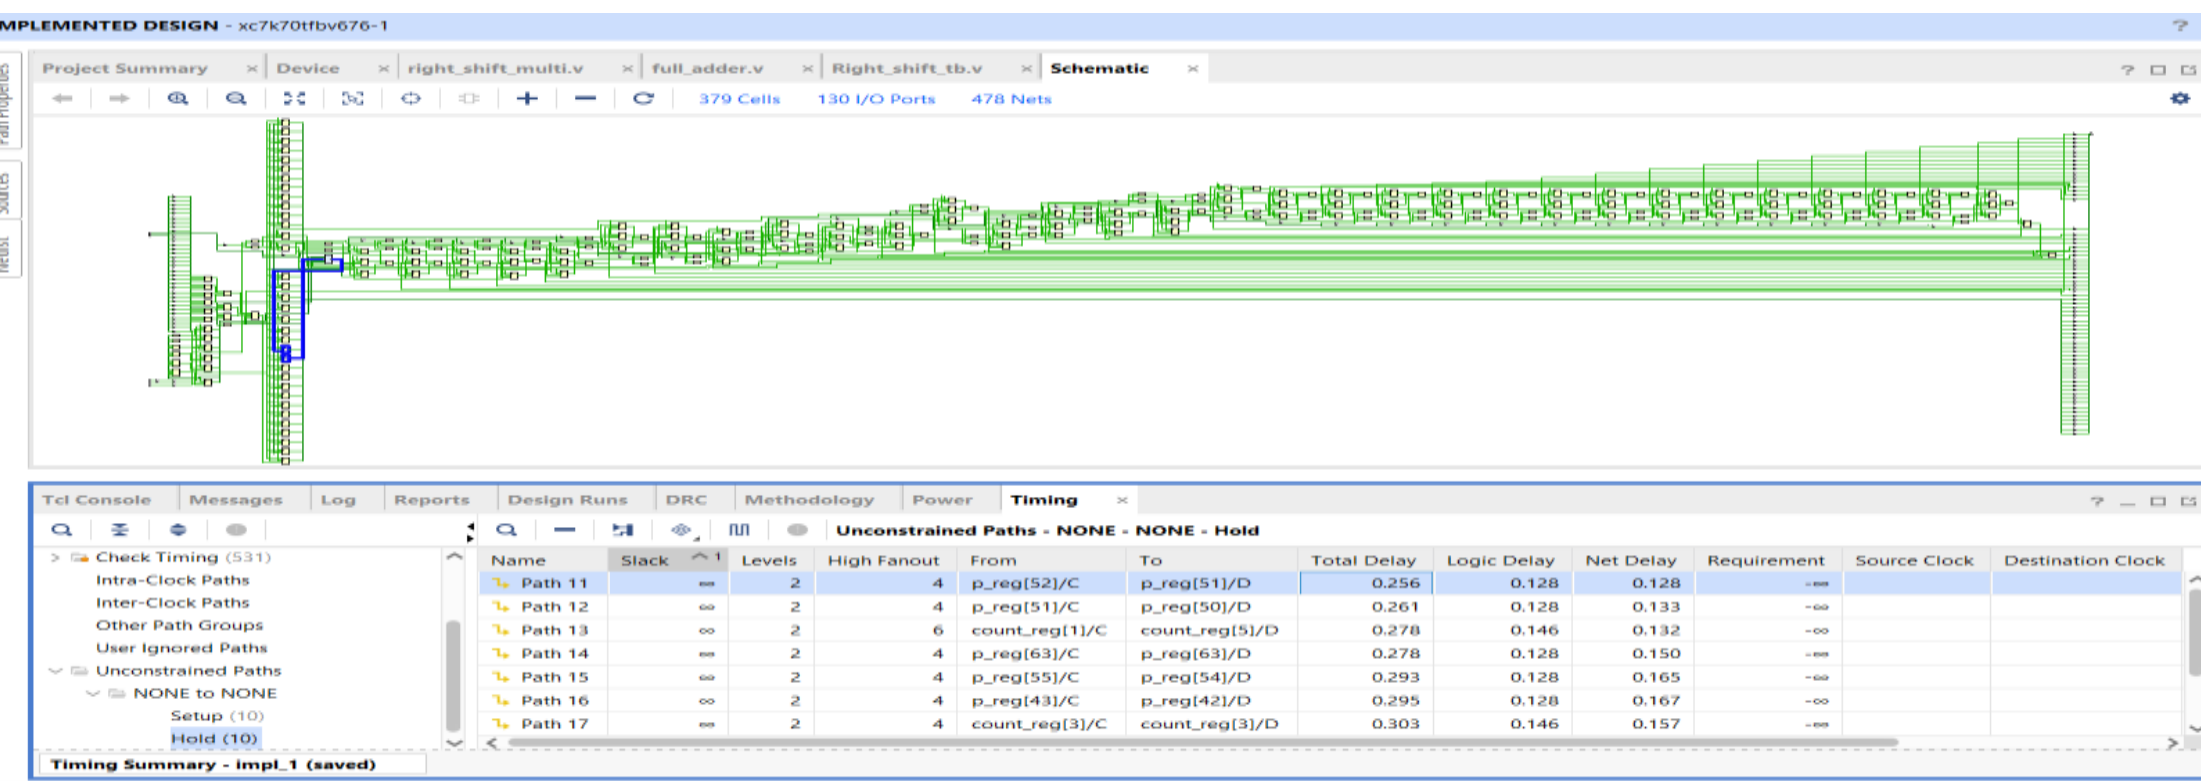 MPLEMENTED DESIGN - xc7k70tfbv676-1 ?
Path Properties
Sources
Netlist
Project Summary × Device × right_shift_multi.v × full_adder.v × Right_shift_tb.v × Schematic × ?
379 Cells 130 I/O Ports 478 Nets
Tcl Console Messages Log Reports Design Runs DRC Methodology Power Timing × ?
Unconstrained Paths - NONE - NONE - Hold
Check Timing (531)
Intra-Clock Paths
Inter-Clock Paths
Other Path Groups
User Ignored Paths
Unconstrained Paths
NONE to NONE
Setup (10)
Hold (10)
Name Slack 1 Levels High Fanout From To Total Delay Logic Delay Net Delay Requirement Source Clock Destination Clock
Path 11 ∞ 2 4 p_reg[52]/C p_reg[51]/D 0.256 0.128 0.128 -∞
Path 12 ∞ 2 4 p_reg[51]/C p_reg[50]/D 0.261 0.128 0.133 -∞
Path 13 ∞ 2 6 count_reg[1]/C count_reg[5]/D 0.278 0.146 0.132 -∞
Path 14 ∞ 2 4 p_reg[63]/C p_reg[63]/D 0.278 0.128 0.150 -∞
Path 15 ∞ 2 4 p_reg[55]/C p_reg[54]/D 0.293 0.128 0.165 -∞
Path 16 ∞ 2 4 p_reg[43]/C p_reg[42]/D 0.295 0.128 0.167 -∞
Path 17 ∞ 2 4 count_reg[3]/C count_reg[3]/D 0.303 0.146 0.157 -∞
Timing Summary - impl_1 (saved)